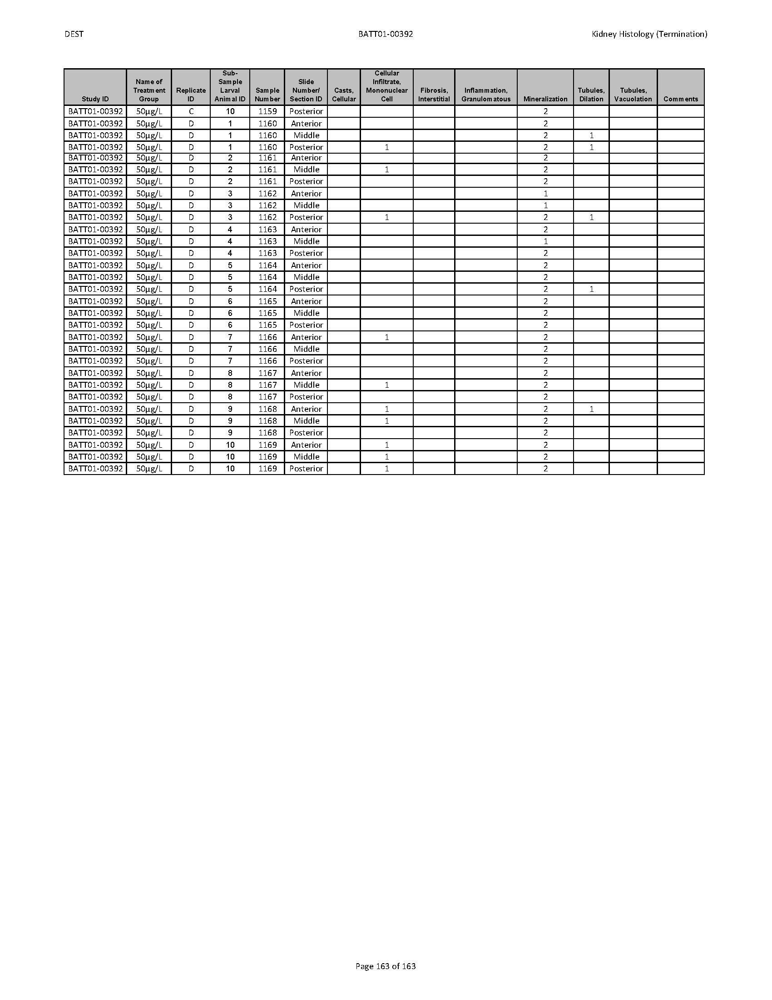 DEST BATT01-00392 Kidney Histology (Termination)
Study ID Name of Treatment Group Replicate ID Sub-Sample Larval Animal ID Sample Number Slide Number/ Section ID Casts, Cellular Cellular Infiltrate, Mononuclear Cell Fibrosis, Interstitial Inflammation, Granulomatous Mineralization Tubules, Dilation Tubules, Vacuolation Comments
BATT01-00392 50µg/L C 10 1159 Posterior 2
BATT01-00392 50µg/L D 1 1160 Anterior 2
BATT01-00392 50µg/L D 1 1160 Middle 2 1
BATT01-00392 50µg/L D 1 1160 Posterior 1 2 1
BATT01-00392 50µg/L D 2 1161 Anterior 2
BATT01-00392 50µg/L D 2 1161 Middle 1 2
BATT01-00392 50µg/L D 2 1161 Posterior 2
BATT01-00392 50µg/L D 3 1162 Anterior 1
BATT01-00392 50µg/L D 3 1162 Middle 1
BATT01-00392 50µg/L D 3 1162 Posterior 1 2 1
BATT01-00392 50µg/L D 4 1163 Anterior 2
BATT01-00392 50µg/L D 4 1163 Middle 1
BATT01-00392 50µg/L D 4 1163 Posterior 2
BATT01-00392 50µg/L D 5 1164 Anterior 2
BATT01-00392 50µg/L D 5 1164 Middle 2
BATT01-00392 50µg/L D 5 1164 Posterior 2 1
BATT01-00392 50µg/L D 6 1165 Anterior 2
BATT01-00392 50µg/L D 6 1165 Middle 2
BATT01-00392 50µg/L D 6 1165 Posterior 2
BATT01-00392 50µg/L D 7 1166 Anterior 1 2
BATT01-00392 50µg/L D 7 1166 Middle 2
BATT01-00392 50µg/L D 7 1166 Posterior 2
BATT01-00392 50µg/L D 8 1167 Anterior 2
BATT01-00392 50µg/L D 8 1167 Middle 1 2
BATT01-00392 50µg/L D 8 1167 Posterior 2
BATT01-00392 50µg/L D 9 1168 Anterior 1 2 1
BATT01-00392 50µg/L D 9 1168 Middle 1 2
BATT01-00392 50µg/L D 9 1168 Posterior 2
BATT01-00392 50µg/L D 10 1169 Anterior 1 2
BATT01-00392 50µg/L D 10 1169 Middle 1 2
BATT01-00392 50µg/L D 10 1169 Posterior 1 2
Page 163 of 163